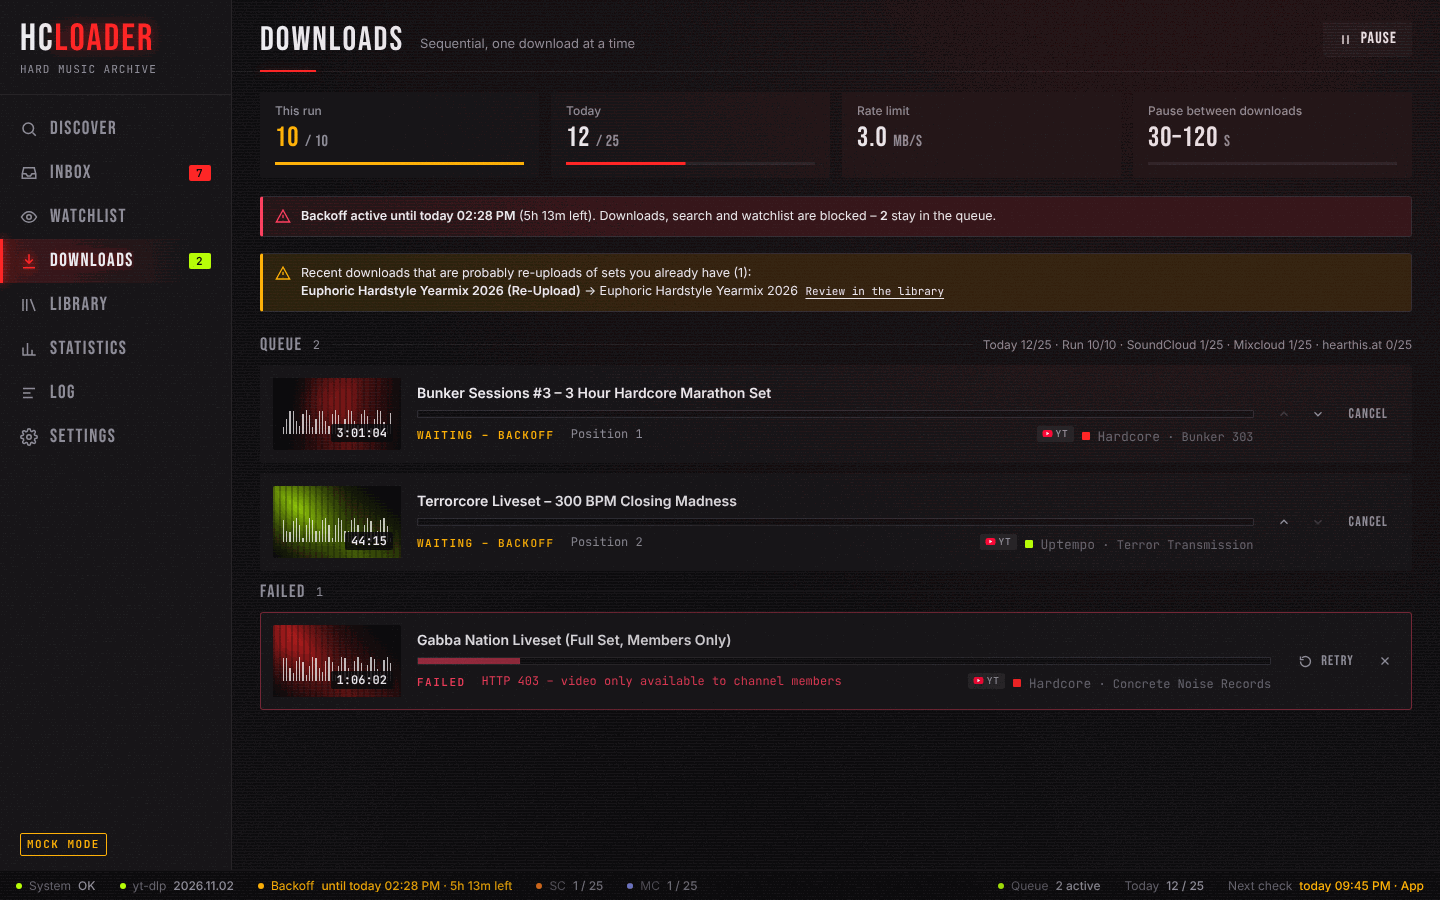 HCLOADER
HARD MUSIC ARCHIVE
DISCOVER
INBOX 7
WATCHLIST
DOWNLOADS 2
LIBRARY
STATISTICS
LOG
SETTINGS
MOCK MODE
DOWNLOADS Sequential, one download at a time
PAUSE
This run
10 / 10
Today
12 / 25
Rate limit
3.0 MB/S
Pause between downloads
30–120 S
Backoff active until today 02:28 PM (5h 13m left). Downloads, search and watchlist are blocked – 2 stay in the queue.
Recent downloads that are probably re-uploads of sets you already have (1):
Euphoric Hardstyle Yearmix 2026 (Re-Upload) → Euphoric Hardstyle Yearmix 2026 Review in the library
QUEUE 2
Today 12/25 · Run 10/10 · SoundCloud 1/25 · Mixcloud 1/25 · hearthis.at 0/25
3:01:04
Bunker Sessions #3 – 3 Hour Hardcore Marathon Set
WAITING – BACKOFF Position 1
YT Hardcore · Bunker 303
CANCEL
44:15
Terrorcore Liveset – 300 BPM Closing Madness
WAITING – BACKOFF Position 2
YT Uptempo · Terror Transmission
CANCEL
FAILED 1
1:06:02
Gabba Nation Liveset (Full Set, Members Only)
FAILED HTTP 403 – video only available to channel members
YT Hardcore · Concrete Noise Records
RETRY
System OK
yt-dlp 2026.11.02
Backoff until today 02:28 PM · 5h 13m left
SC 1 / 25
MC 1 / 25
Queue 2 active
Today 12 / 25
Next check today 09:45 PM · App